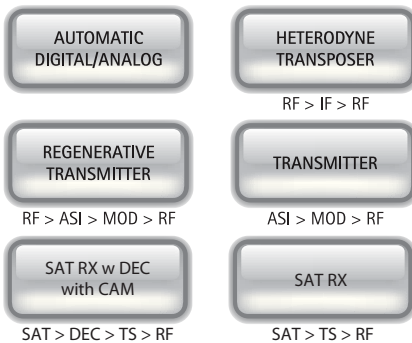 AUTOMATIC
DIGITAL/ANALOG
HETERODYNE
TRANSPOSER
RF > IF > RF
REGENERATIVE
TRANSMITTER
RF > ASI > MOD > RF
TRANSMITTER
ASI > MOD > RF
SAT RX w DEC
with CAM
SAT > DEC > TS > RF
SAT RX
SAT > TS > RF